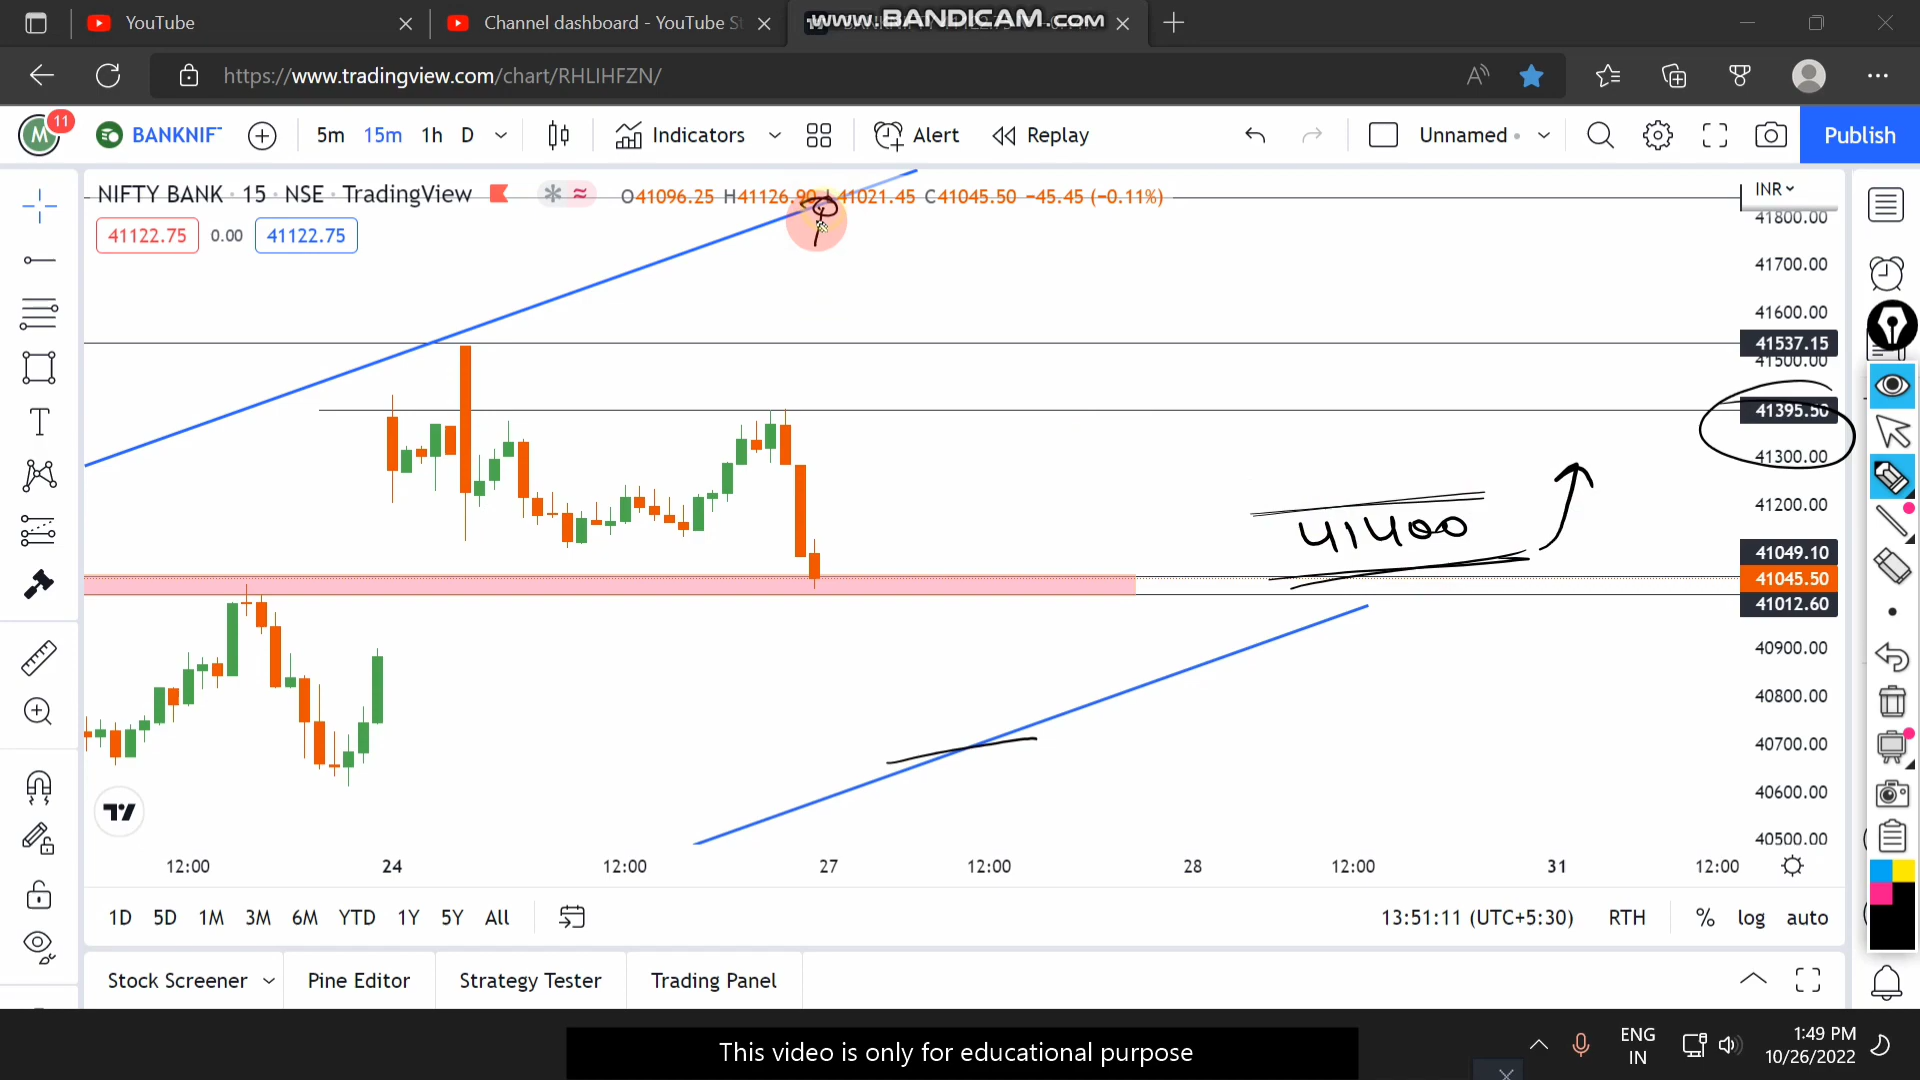 YouTube
Channel dashboard - YouTube St
www.BANDICAM.com
https://www.tradingview.com/chart/RHLIHFZN/
M 11 BANKNIF 5m 15m 1h D Indicators Alert Replay Unnamed Publish
NIFTY BANK · 15 · NSE · TradingView O41096.25 H41126.90 L41021.45 C41045.50 −45.45 (−0.11%)
INR
41122.75 0.00 41122.75
41800.00
41700.00
41600.00
41537.15
41500.00
41395.50
41300.00
41200.00
41400
41049.10
41045.50
41012.60
40900.00
40800.00
40700.00
40600.00
40500.00
12:00 24 12:00 27 12:00 28 12:00 31 12:00
1D 5D 1M 3M 6M YTD 1Y 5Y All 13:51:11 (UTC+5:30) RTH % log auto
Stock Screener Pine Editor Strategy Tester Trading Panel
This video is only for educational purpose
ENG
IN
1:49 PM
10/26/2022